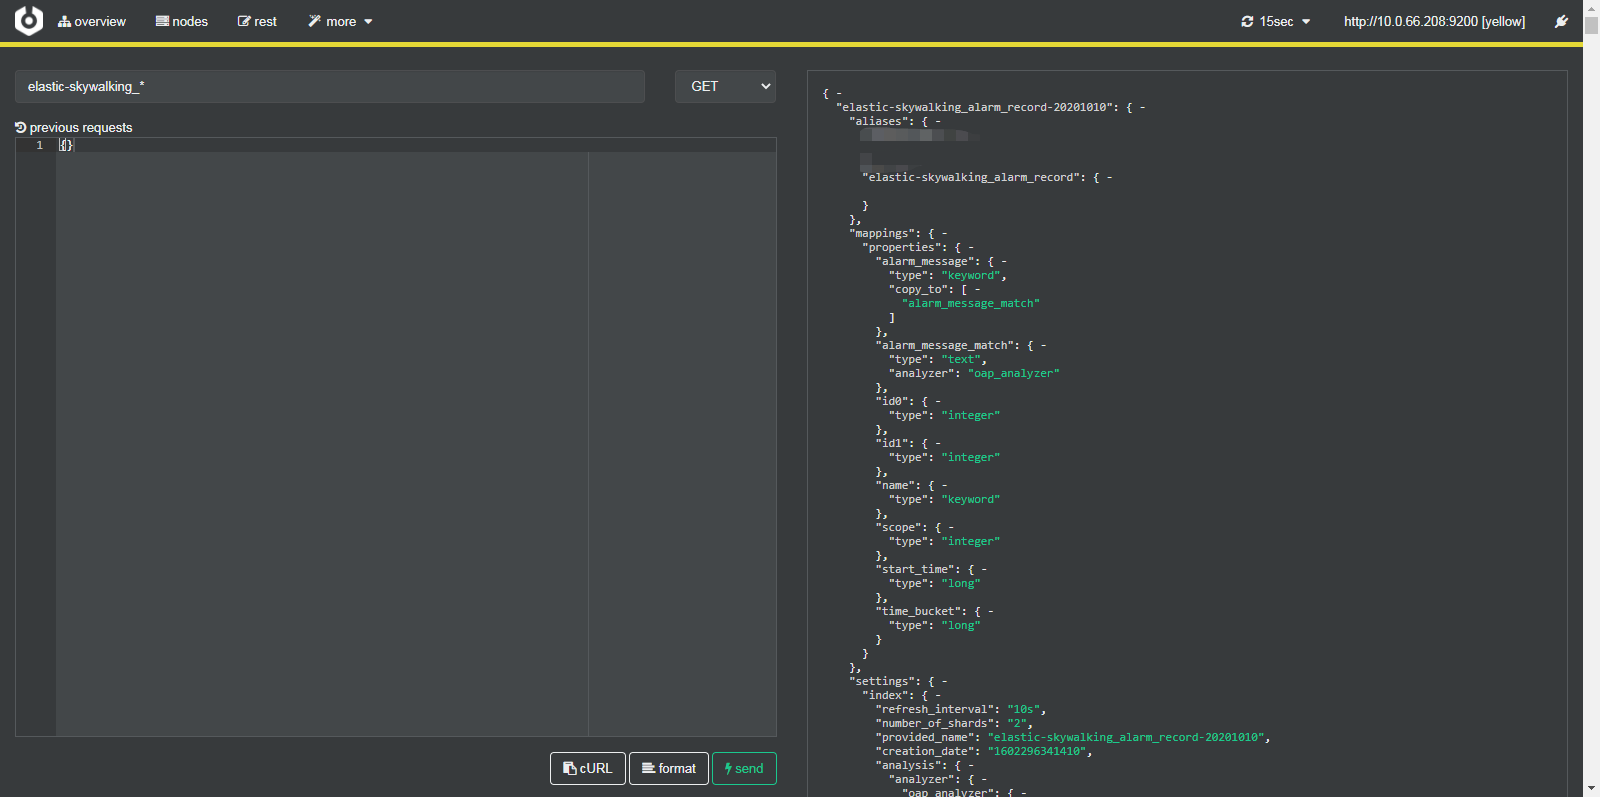 overview nodes rest more 15sec http://10.0.66.208:9200 [yellow]
elastic-skywalking_* GET
previous requests
1 {}
cURL format send
{ -
"elastic-skywalking_alarm_record-20201010": { -
"aliases": { -
"elastic-skywalking_alarm_record": { -
}
},
"mappings": { -
"properties": { -
"alarm_message": { -
"type": "keyword",
"copy_to": [ -
"alarm_message_match"
]
},
"alarm_message_match": { -
"type": "text",
"analyzer": "oap_analyzer"
},
"id0": { -
"type": "integer"
},
"id1": { -
"type": "integer"
},
"name": { -
"type": "keyword"
},
"scope": { -
"type": "integer"
},
"start_time": { -
"type": "long"
},
"time_bucket": { -
"type": "long"
}
}
},
"settings": { -
"index": { -
"refresh_interval": "10s",
"number_of_shards": "2",
"provided_name": "elastic-skywalking_alarm_record-20201010",
"creation_date": "1602296341410",
"analysis": { -
"analyzer": { -
"oap_analyzer": { -